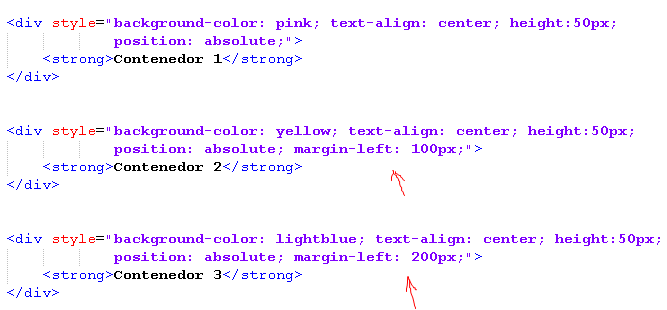 <div style="background-color: pink; text-align: center; height:50px;
position: absolute;">
<strong>Contenedor 1</strong>
</div>
<div style="background-color: yellow; text-align: center; height:50px;
position: absolute; margin-left: 100px;">
<strong>Contenedor 2</strong>
</div>
<div style="background-color: lightblue; text-align: center; height:50px;
position: absolute; margin-left: 200px;">
<strong>Contenedor 3</strong>
</div>